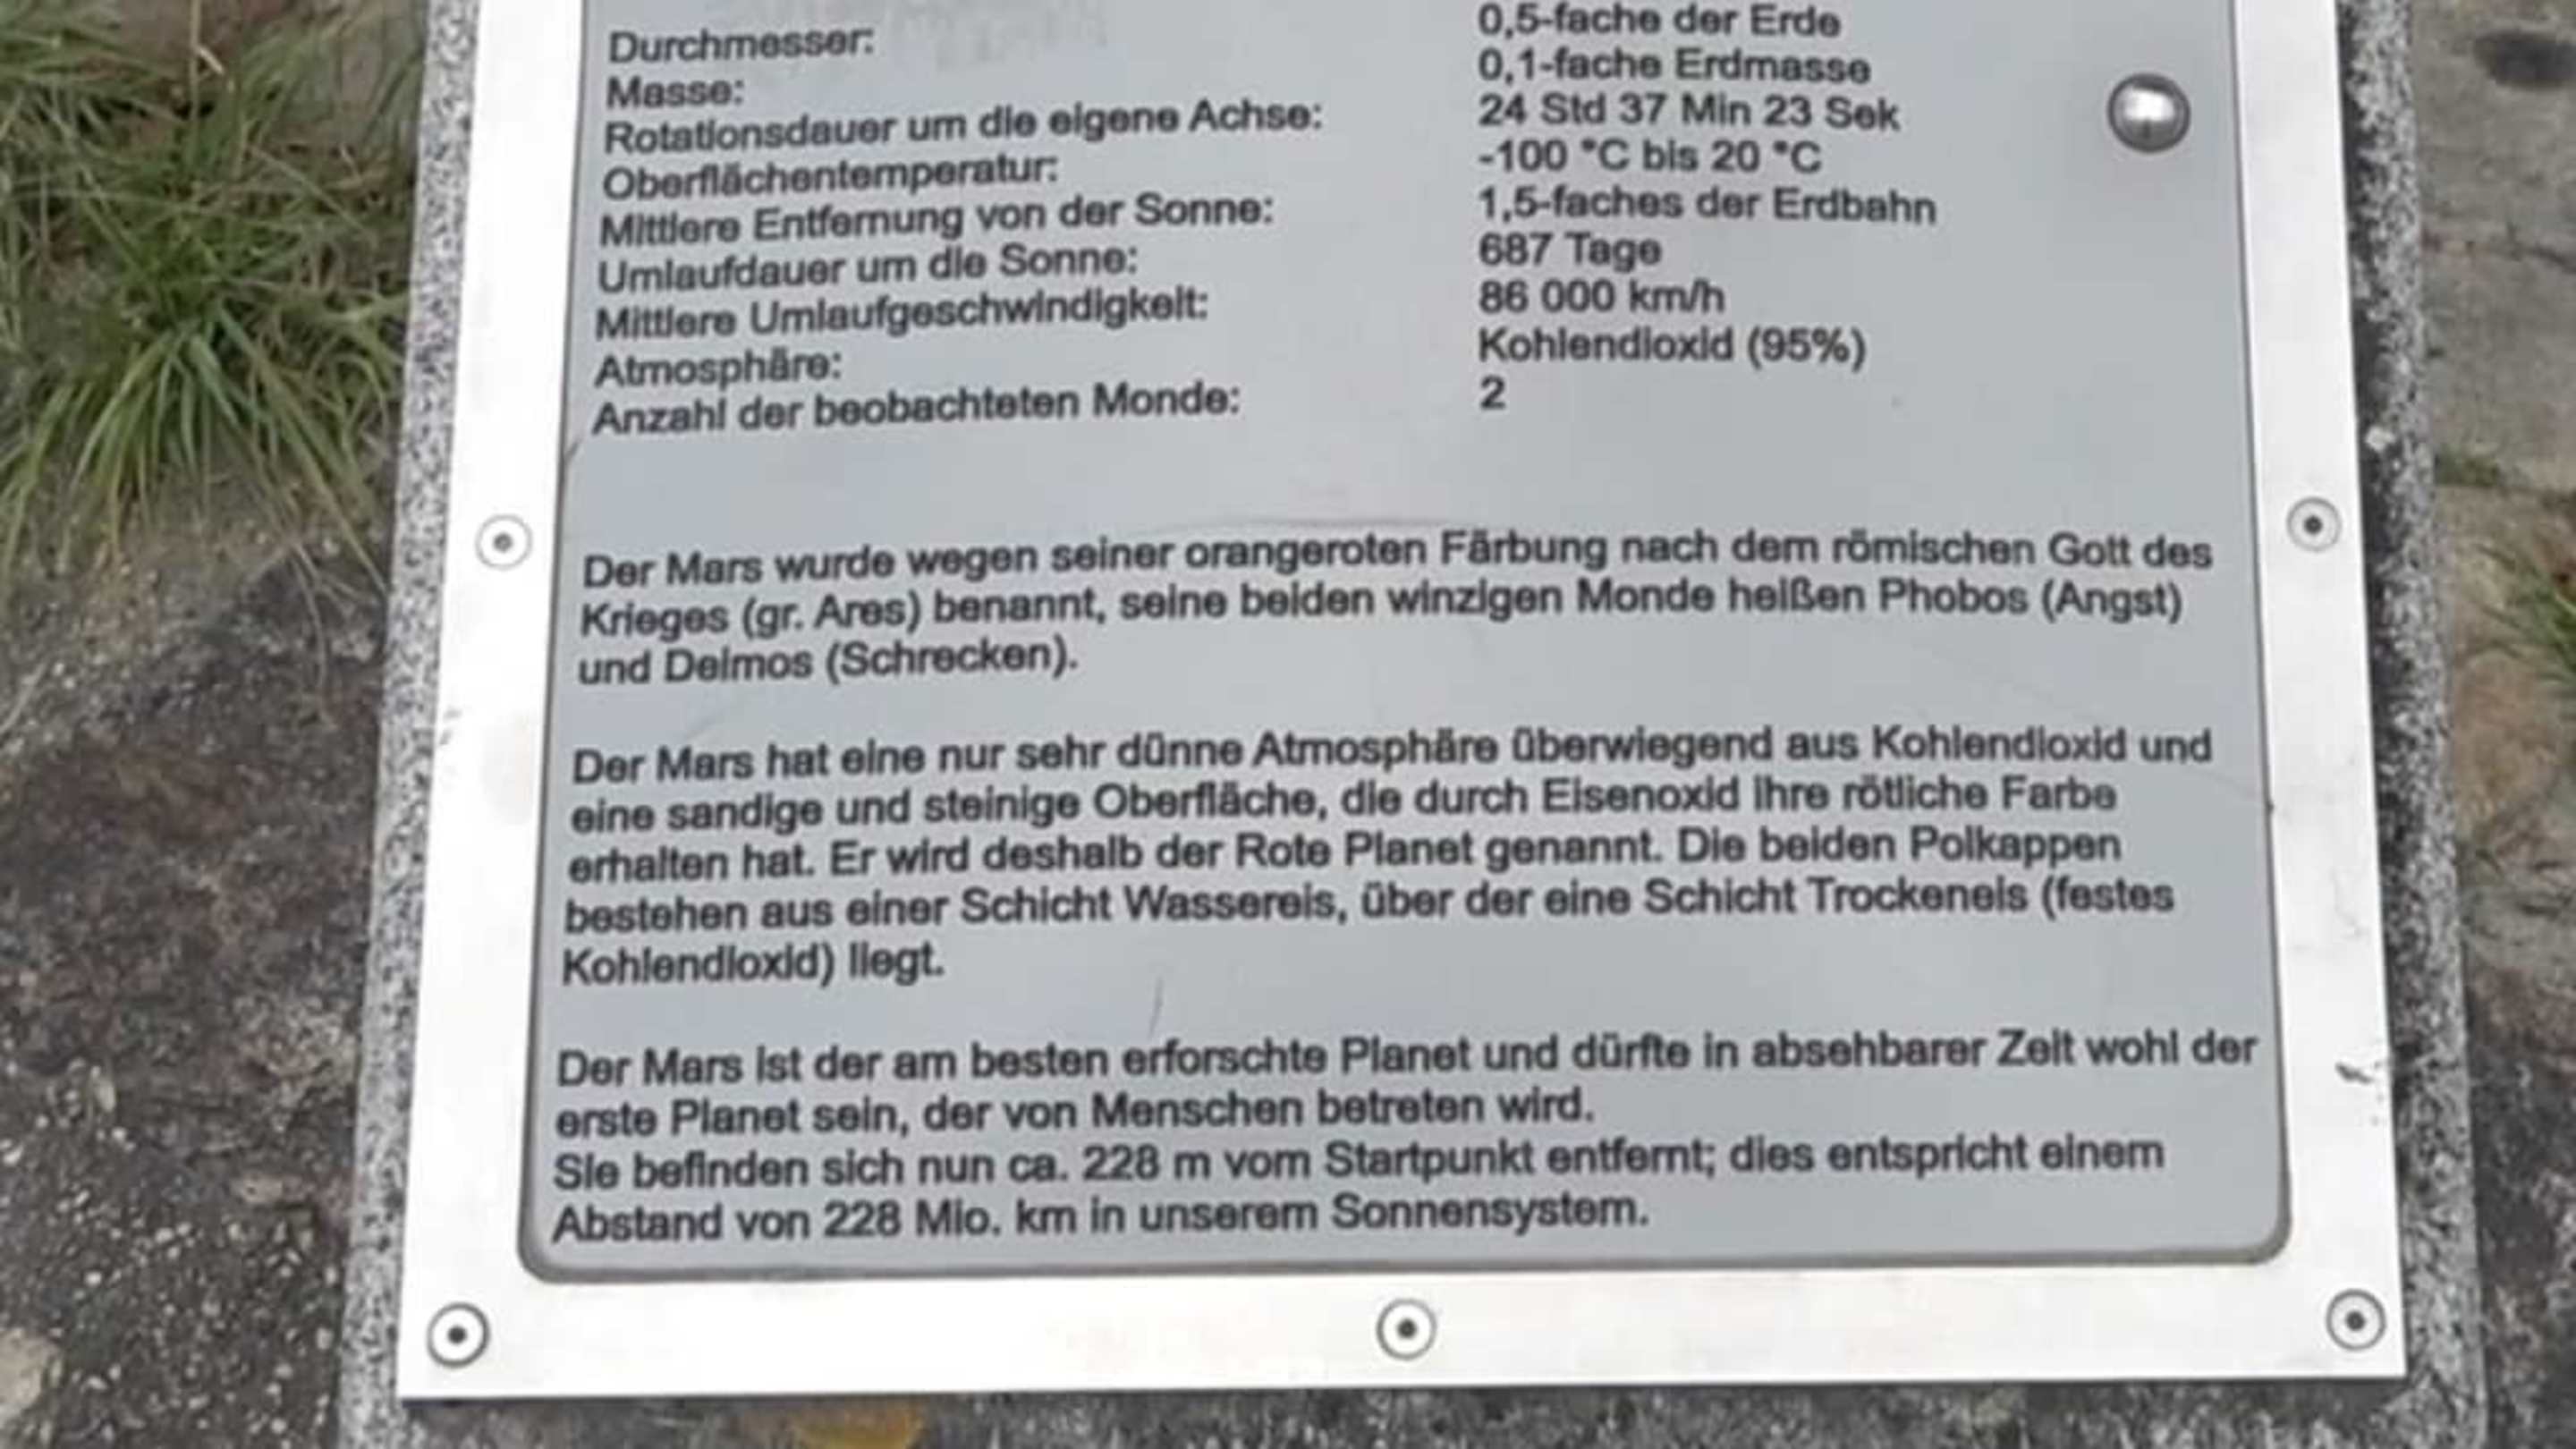 Durchmesser: 0,5-fache der Erde
Masse: 0,1-fache Erdmasse
Rotationsdauer um die eigene Achse: 24 Std 37 Min 23 Sek
Oberflächentemperatur: -100 °C bis 20 °C
Mittlere Entfernung von der Sonne: 1,5-faches der Erdbahn
Umlaufdauer um die Sonne: 687 Tage
Mittlere Umlaufgeschwindigkeit: 86 000 km/h
Atmosphäre: Kohlendioxid (95%)
Anzahl der beobachteten Monde: 2
Der Mars wurde wegen seiner orangeroten Färbung nach dem römischen Gott des
Krieges (gr. Ares) benannt, seine beiden winzigen Monde heißen Phobos (Angst)
und Deimos (Schrecken).
Der Mars hat eine nur sehr dünne Atmosphäre überwiegend aus Kohlendioxid und
eine sandige und steinige Oberfläche, die durch Eisenoxid ihre rötliche Farbe
erhalten hat. Er wird deshalb der Rote Planet genannt. Die beiden Polkappen
bestehen aus einer Schicht Wassereis, über der eine Schicht Trockeneis (festes
Kohlendioxid) liegt.
Der Mars ist der am besten erforschte Planet und dürfte in absehbarer Zeit wohl der
erste Planet sein, der von Menschen betreten wird.
Sie befinden sich nun ca. 228 m vom Startpunkt entfernt; dies entspricht einem
Abstand von 228 Mio. km in unserem Sonnensystem.